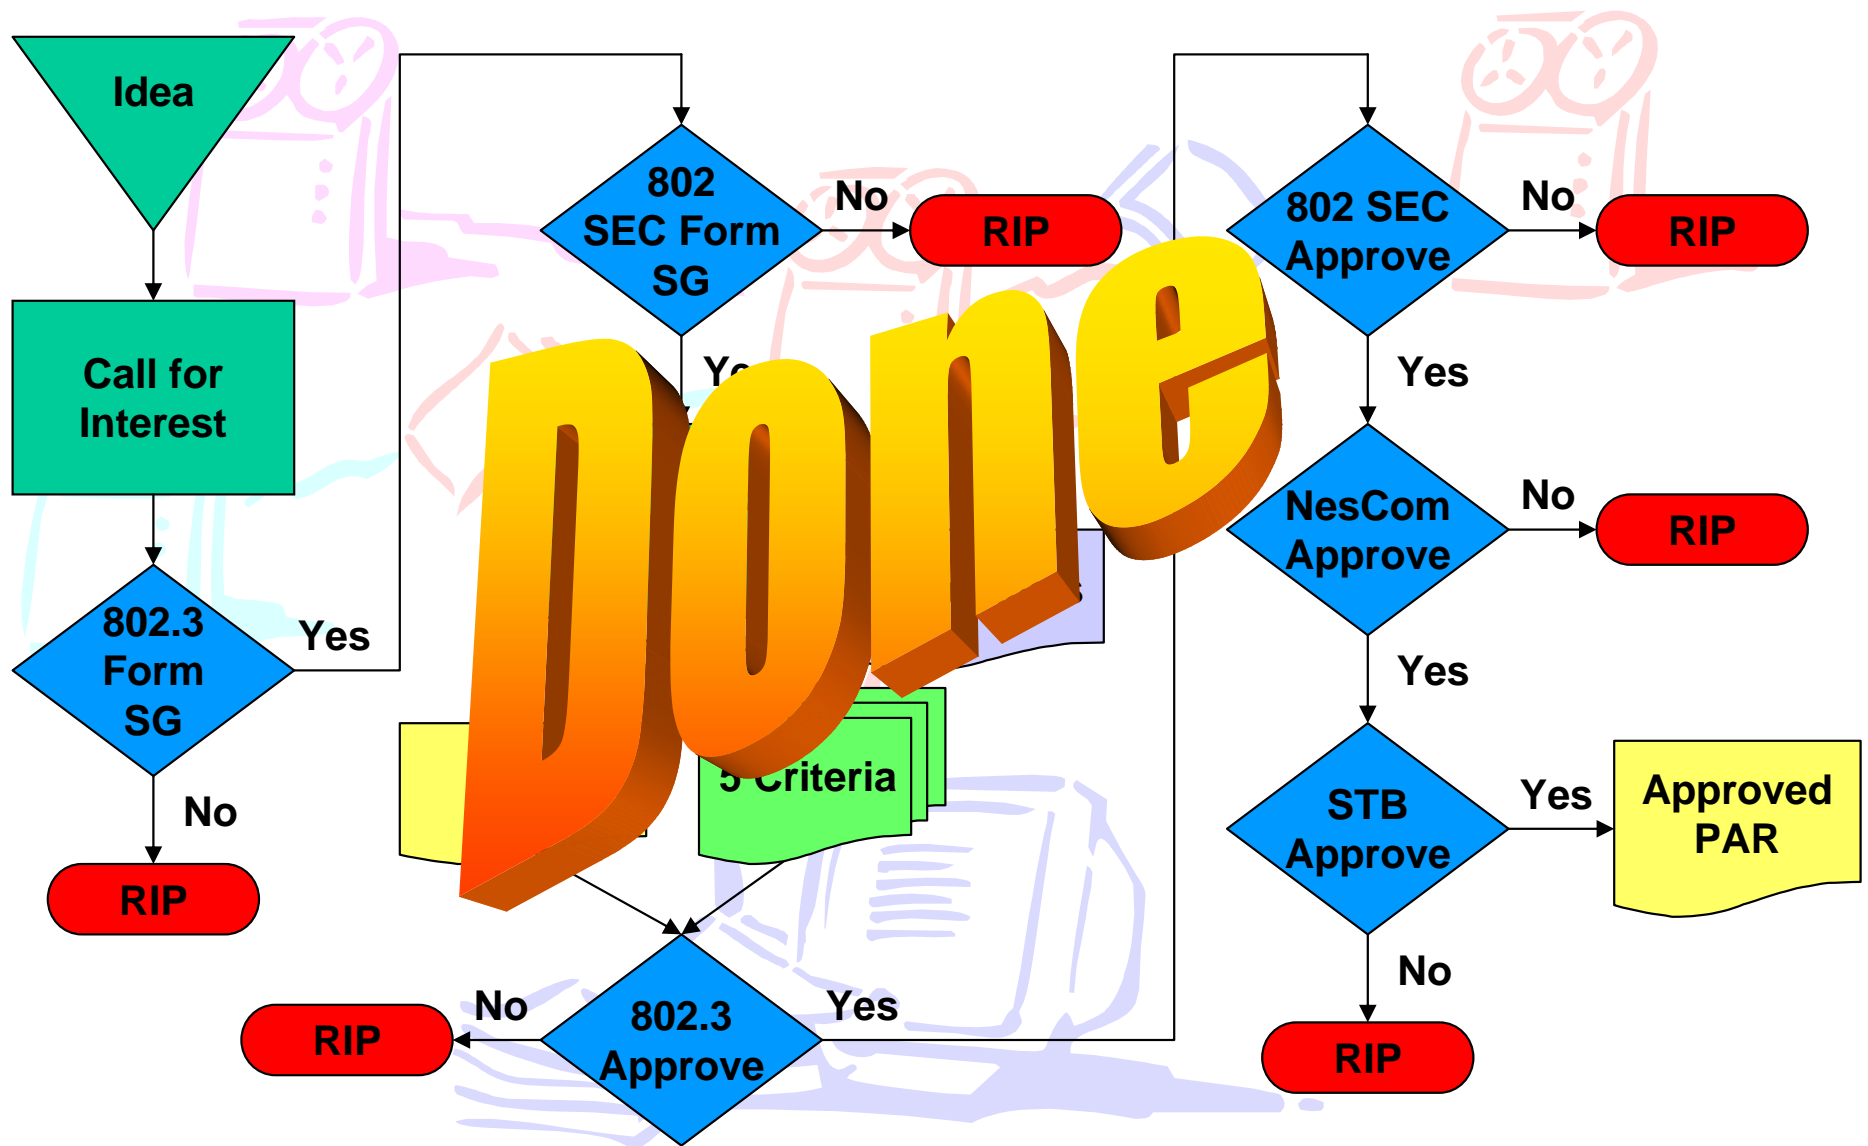 Idea
Call for
Interest
802.3
Form
SG
Yes
No
RIP
802
SEC Form
SG
No
RIP
Done
5 Criteria
802.3
Approve
No
RIP
Yes
802 SEC
Approve
No
RIP
Yes
NesCom
Approve
No
RIP
Yes
STB
Approve
Yes
Approved
PAR
No
RIP